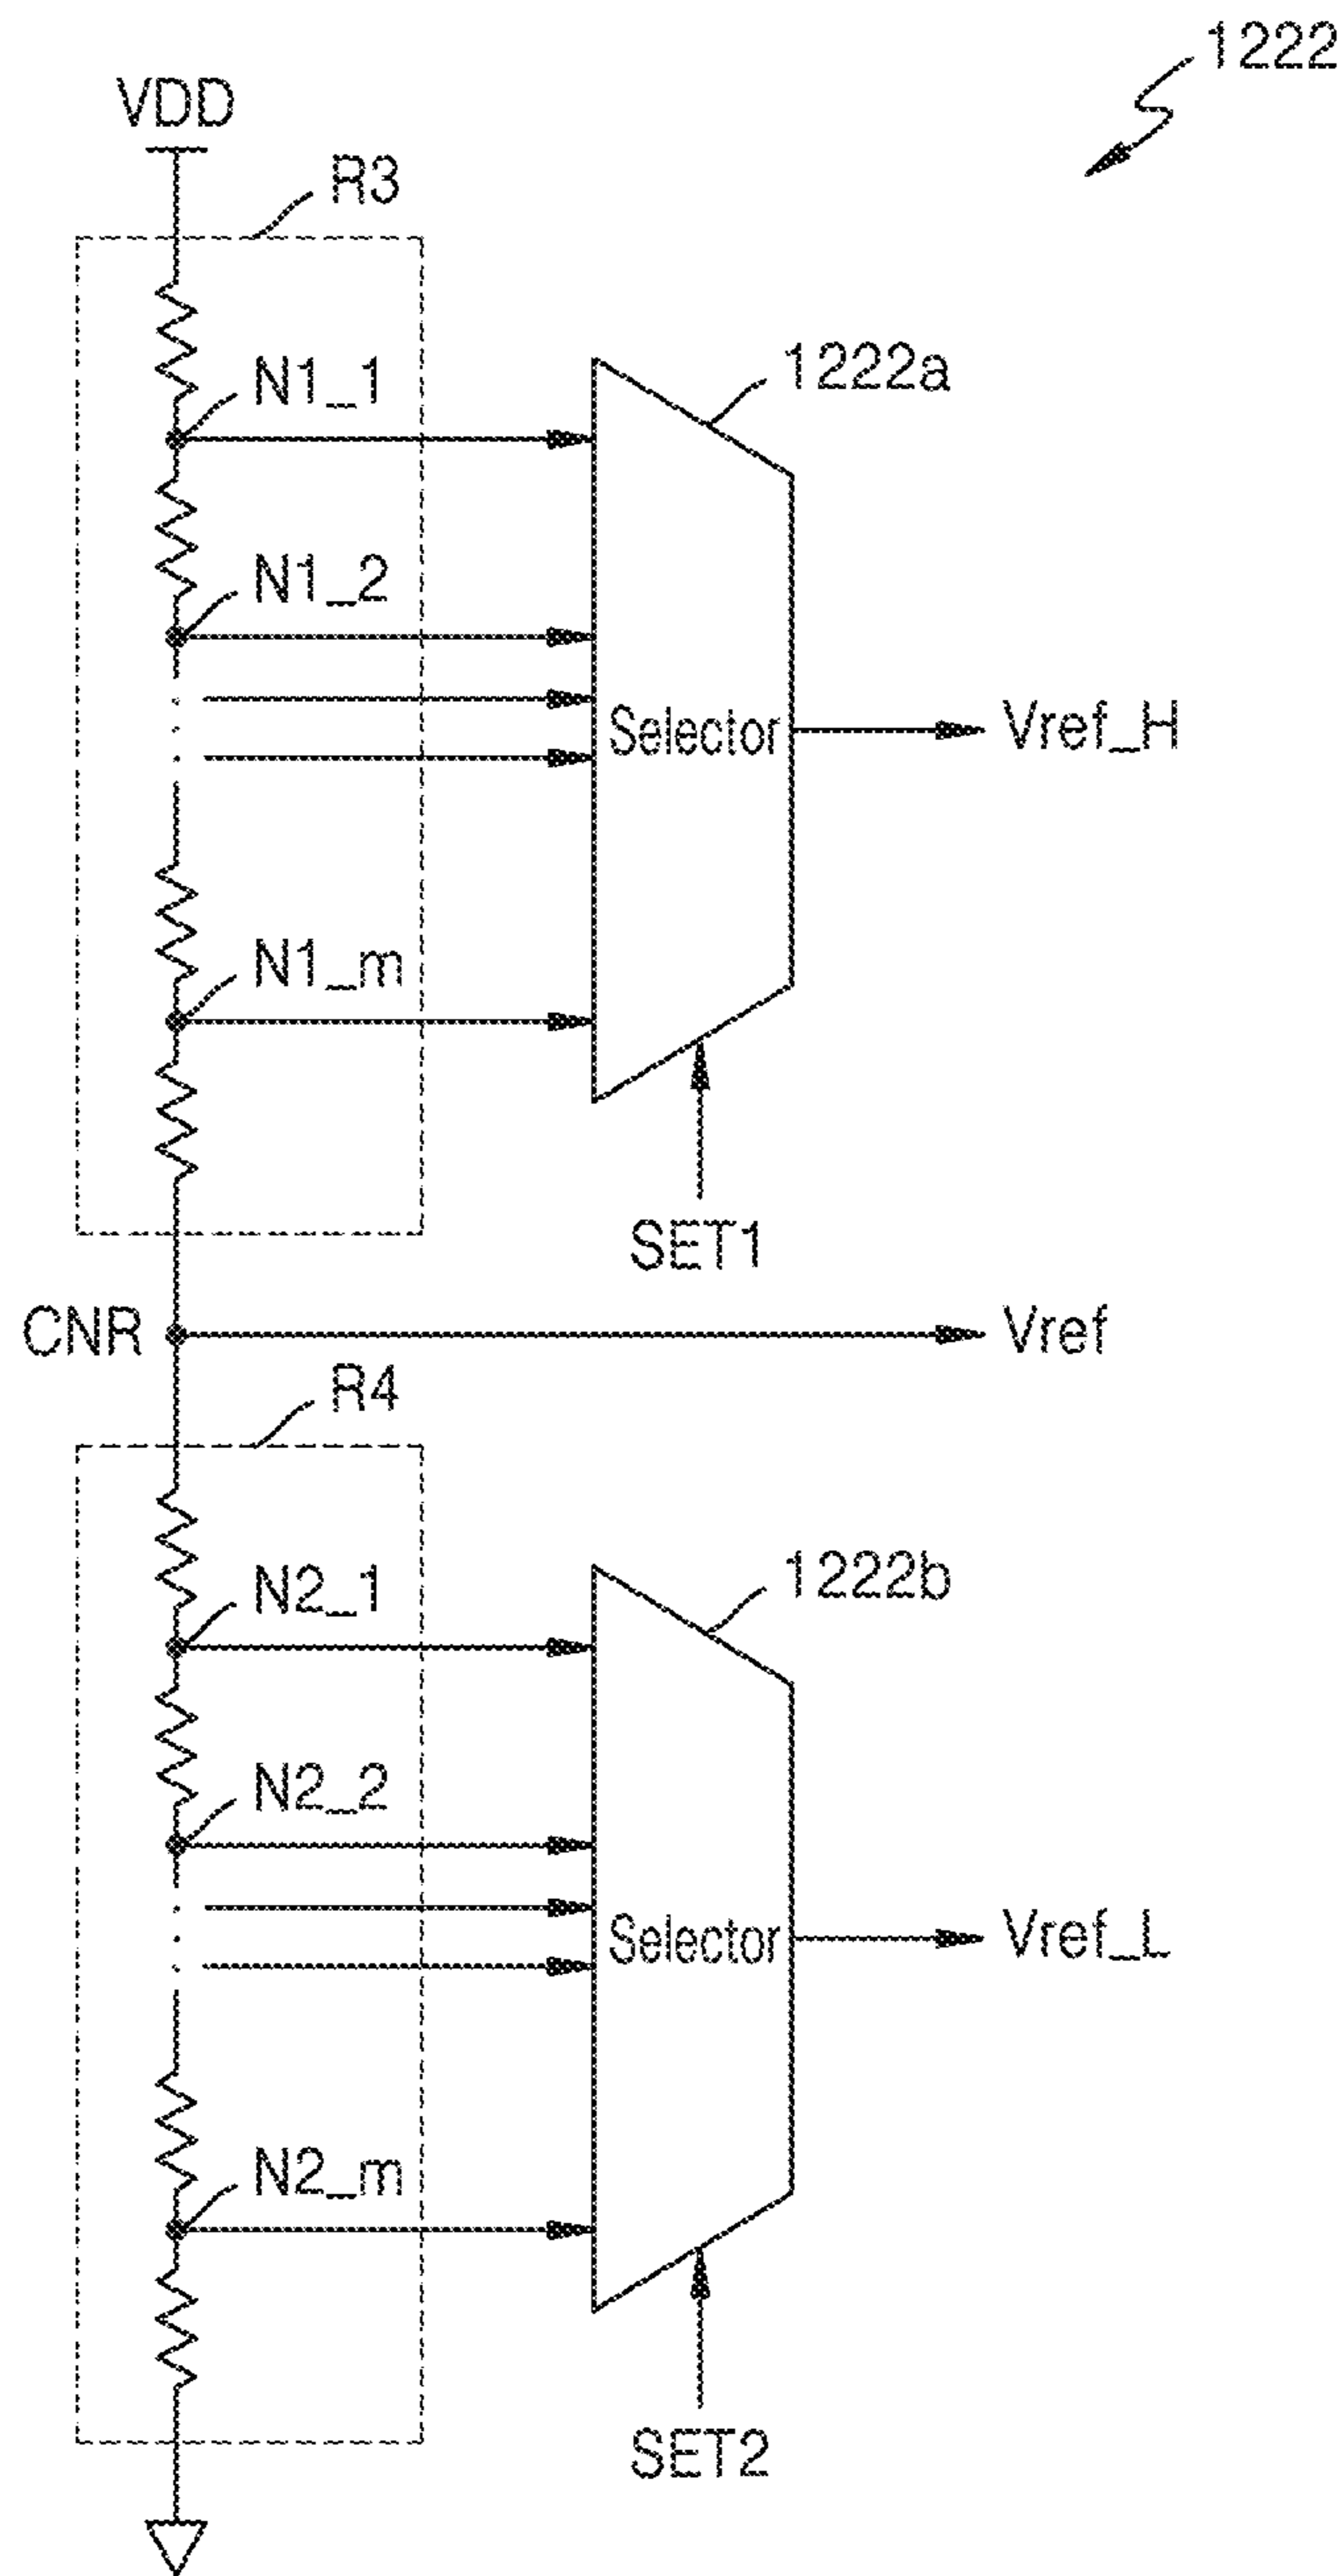 1222
VDD
R3
N1_1
1222a
N1_2
Selector
Vref_H
N1_m
SET1
CNR
Vref
R4
N2_1
1222b
N2_2
Selector
Vref_L
N2_m
SET2